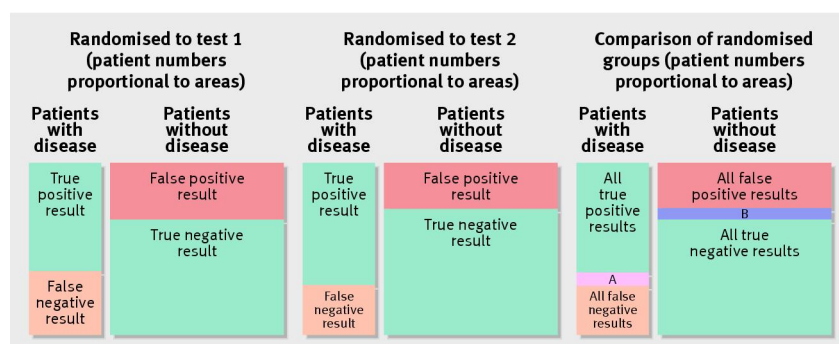 Randomised to test 1
(patient numbers
proportional to areas)
Patients
with
disease
Patients
without
disease
True
positive
result
False positive
result
True negative
result
False
negative
result
Randomised to test 2
(patient numbers
proportional to areas)
Patients
with
disease
Patients
without
disease
True
positive
result
False positive
result
True negative
result
False
negative
result
Comparison of randomised
groups (patient numbers
proportional to areas)
Patients
with
disease
Patients
without
disease
All
true
positive
results
All false
positive results
B
All true
negative results
A
All false
negative
results